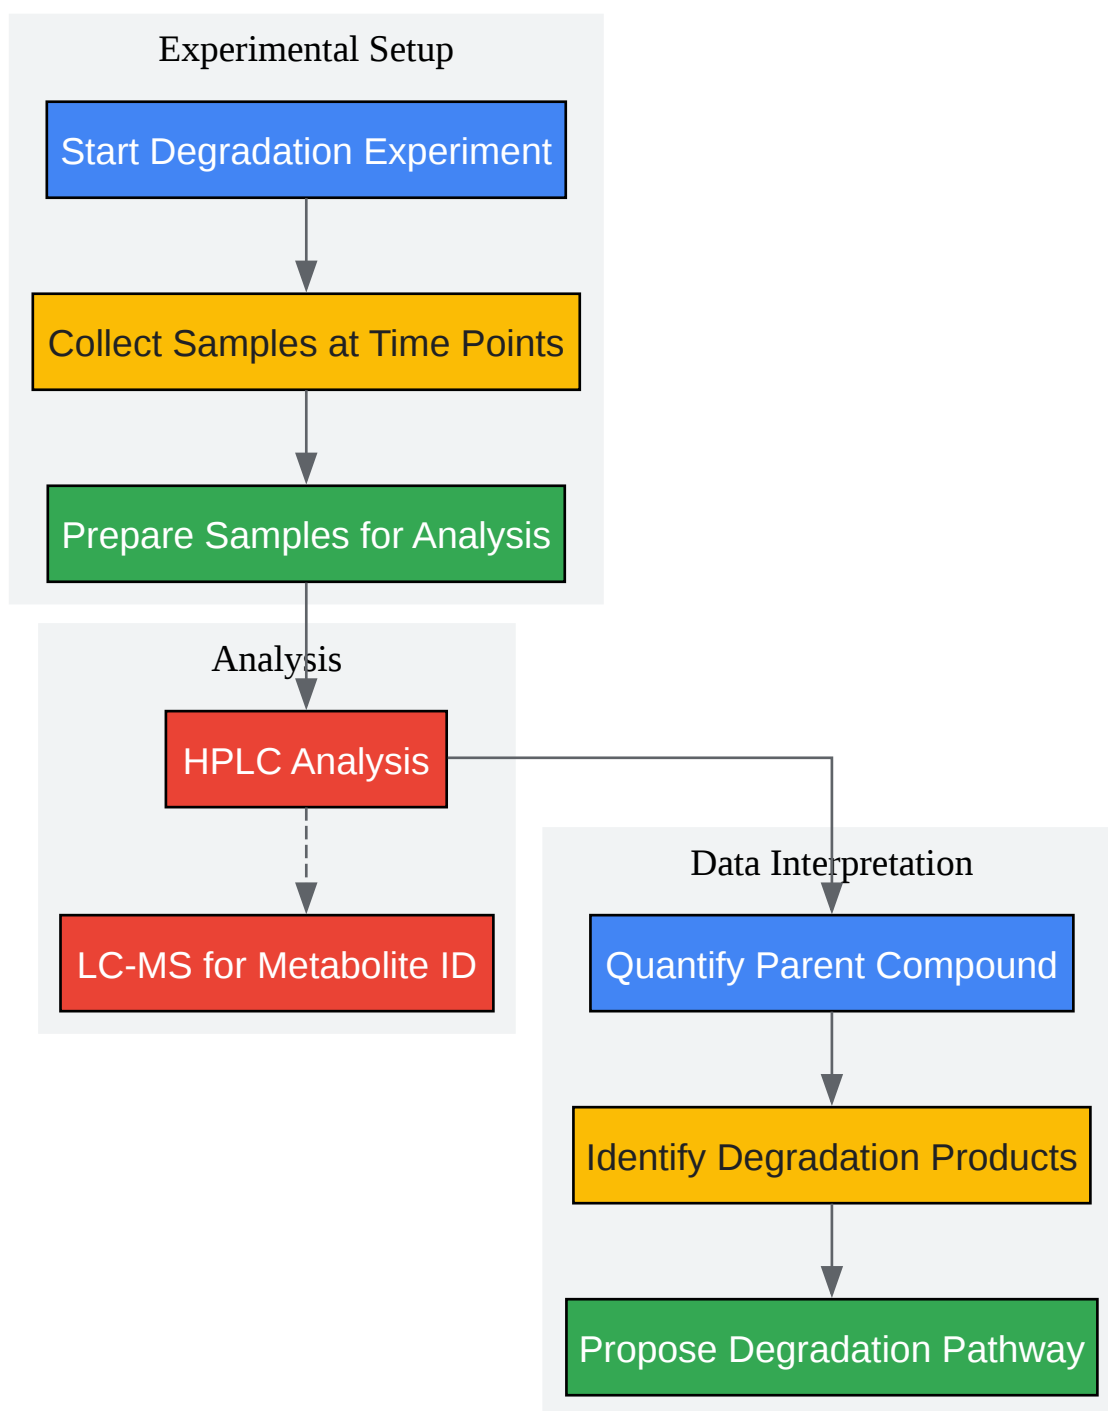 Experimental Setup
Start Degradation Experiment
Collect Samples at Time Points
Prepare Samples for Analysis
Analysis
HPLC Analysis
LC-MS for Metabolite ID
Data Interpretation
Quantify Parent Compound
Identify Degradation Products
Propose Degradation Pathway